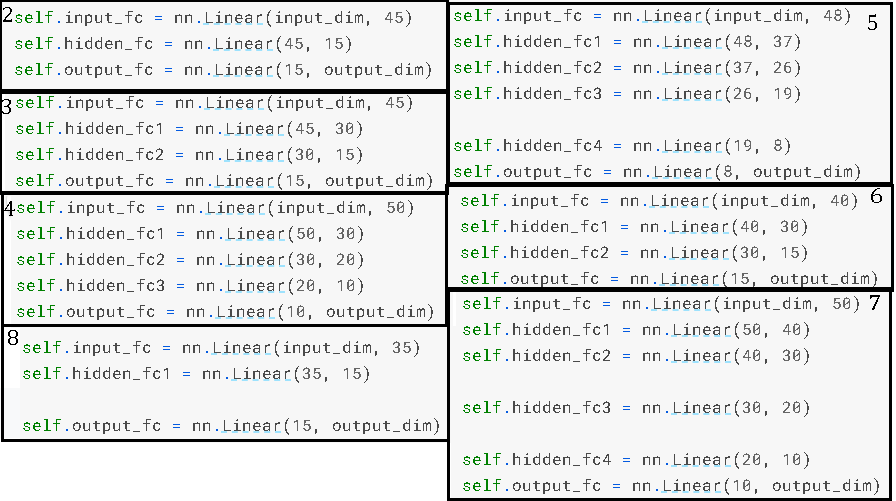 2
self.input_fc = nn.Linear(input_dim, 45)
self.hidden_fc = nn.Linear(45, 15)
self.output_fc = nn.Linear(15, output_dim)
3
self.input_fc = nn.Linear(input_dim, 45)
self.hidden_fc1 = nn.Linear(45, 30)
self.hidden_fc2 = nn.Linear(30, 15)
self.output_fc = nn.Linear(15, output_dim)
4
self.input_fc = nn.Linear(input_dim, 50)
self.hidden_fc1 = nn.Linear(50, 30)
self.hidden_fc2 = nn.Linear(30, 20)
self.hidden_fc3 = nn.Linear(20, 10)
self.output_fc = nn.Linear(10, output_dim)
8
self.input_fc = nn.Linear(input_dim, 35)
self.hidden_fc1 = nn.Linear(35, 15)
self.output_fc = nn.Linear(15, output_dim)
5
self.input_fc = nn.Linear(input_dim, 48)
self.hidden_fc1 = nn.Linear(48, 37)
self.hidden_fc2 = nn.Linear(37, 26)
self.hidden_fc3 = nn.Linear(26, 19)
self.hidden_fc4 = nn.Linear(19, 8)
self.output_fc = nn.Linear(8, output_dim)
6
self.input_fc = nn.Linear(input_dim, 40)
self.hidden_fc1 = nn.Linear(40, 30)
self.hidden_fc2 = nn.Linear(30, 15)
self.output_fc = nn.Linear(15, output_dim)
7
self.input_fc = nn.Linear(input_dim, 50)
self.hidden_fc1 = nn.Linear(50, 40)
self.hidden_fc2 = nn.Linear(40, 30)
self.hidden_fc3 = nn.Linear(30, 20)
self.hidden_fc4 = nn.Linear(20, 10)
self.output_fc = nn.Linear(10, output_dim)